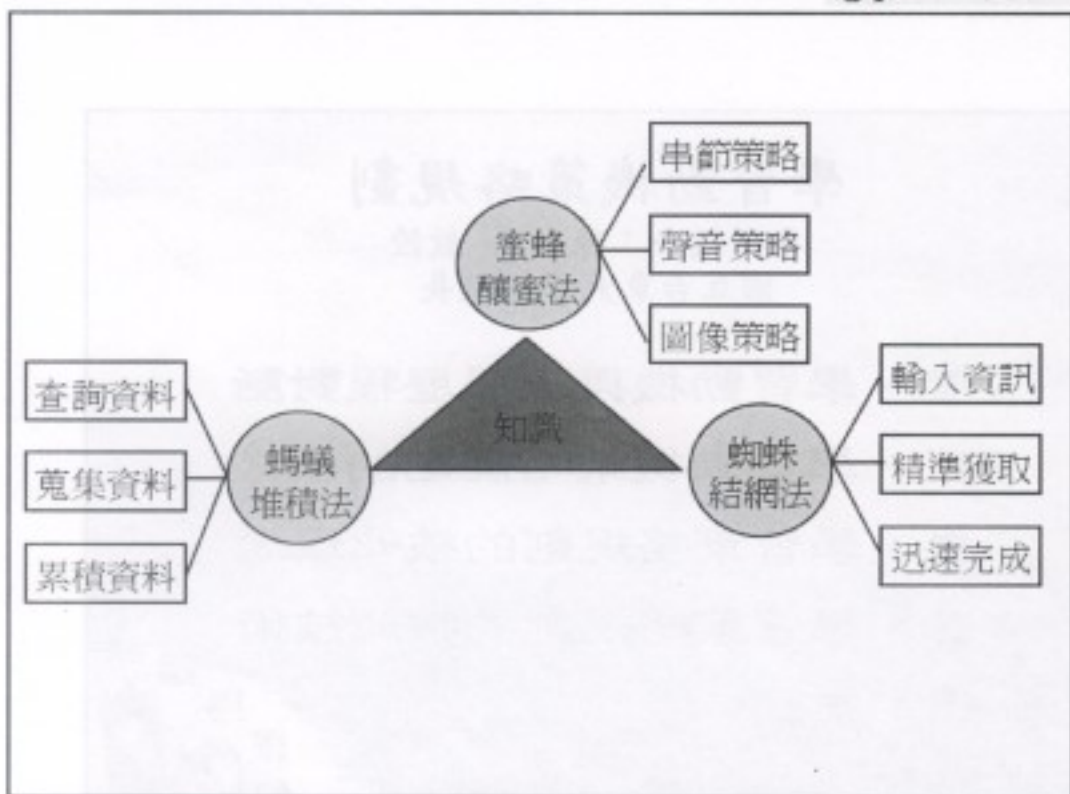 串節策略
蜜蜂
釀蜜法
聲音策略
圖像策略
查詢資料
螞蟻
堆積法
蒐集資料
累積資料
知識
蜘蛛
結網法
輸入資訊
精準獲取
迅速完成